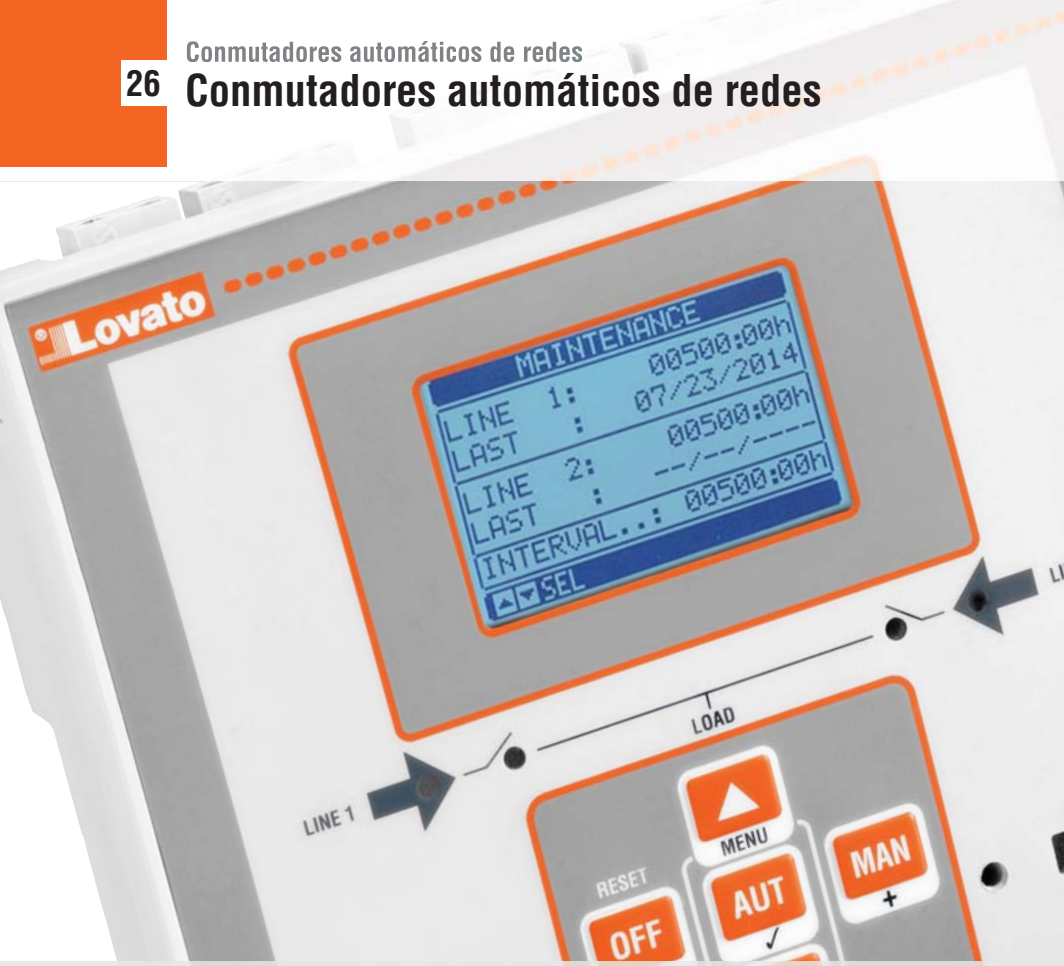 Conmutadores automáticos de redes
26 Conmutadores automáticos de redes
Lovato
MAINTENANCE
LINE 1: 00500:00h
LAST : 07/23/2014
LINE 2: 00500:00h
LAST : --/--/----
INTERVAL..: 00500:00h
▲▼ SEL
LOAD
LINE 1
MENU
RESET
OFF
AUT
✓
MAN
+